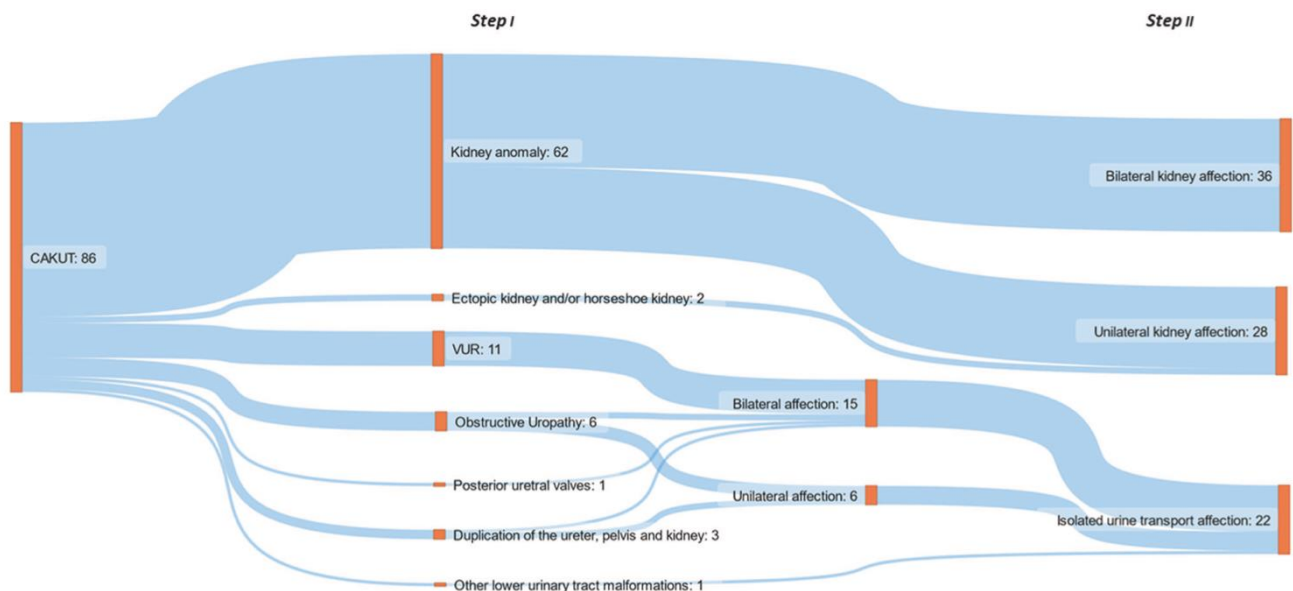 Step I
Step II
Kidney anomaly: 62
Bilateral kidney affection: 36
CAKUT: 86
Ectopic kidney and/or horseshoe kidney: 2
Unilateral kidney affection: 28
VUR: 11
Bilateral affection: 15
Obstructive Uropathy: 6
Posterior uretral valves: 1
Unilateral affection: 6
Isolated urine transport affection: 22
Duplication of the ureter, pelvis and kidney: 3
Other lower urinary tract malformations: 1